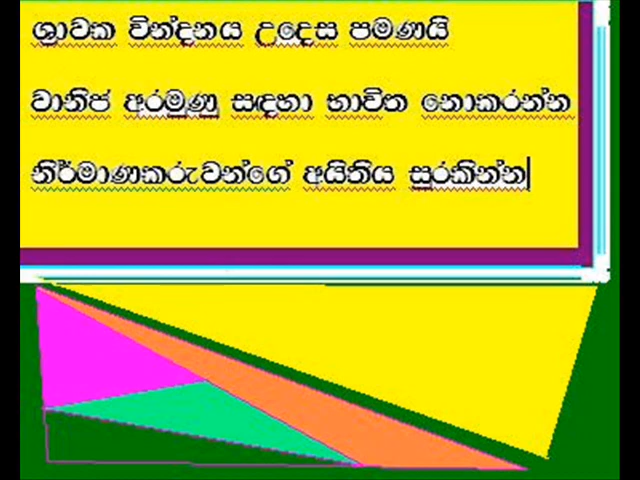 ශ්‍රාවක වින්දනය උදෙසා පමණයි
වානිජ අරමුණු සඳහා භාවිත නොකරන්න
නිර්මාණකරුවන්ගේ අයිතිය සුරකින්න